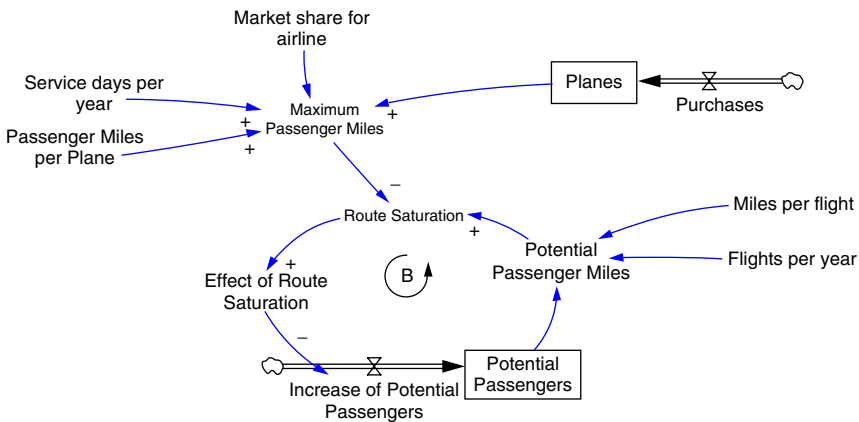 Market share for
airline
Service days per
year
Planes
Purchases
Maximum
Passenger Miles
+
+
+
Passenger Miles
per Plane
–
Route Saturation
+
Miles per flight
Potential
Passenger Miles
Flights per year
+
Effect of Route
Saturation
B
–
Increase of Potential
Passengers
Potential
Passengers